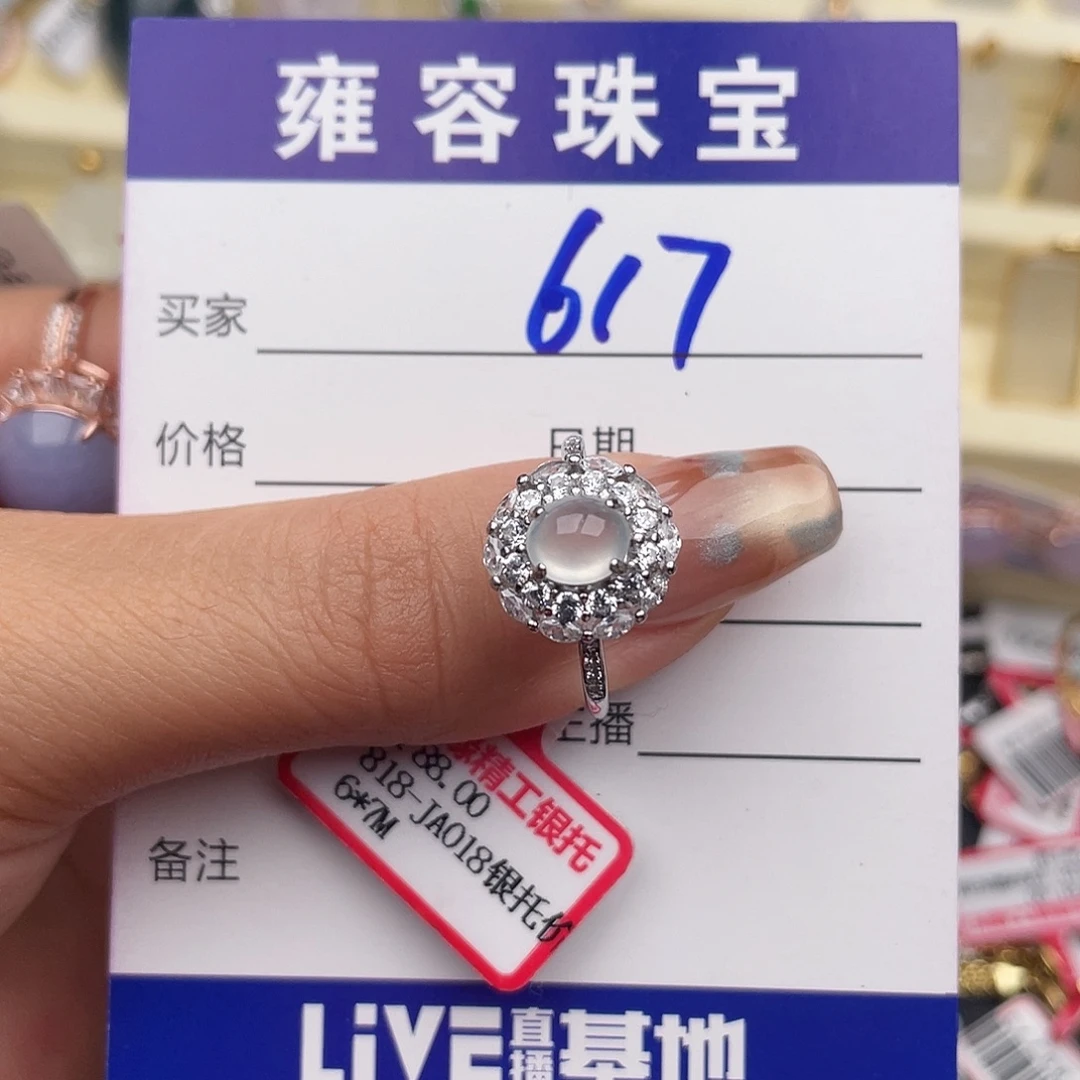 雍容珠宝
买家 617
价格
日期
主播
备注
精工银托
88.00
818-JA018银托价
6*7M
LiVE直播基地